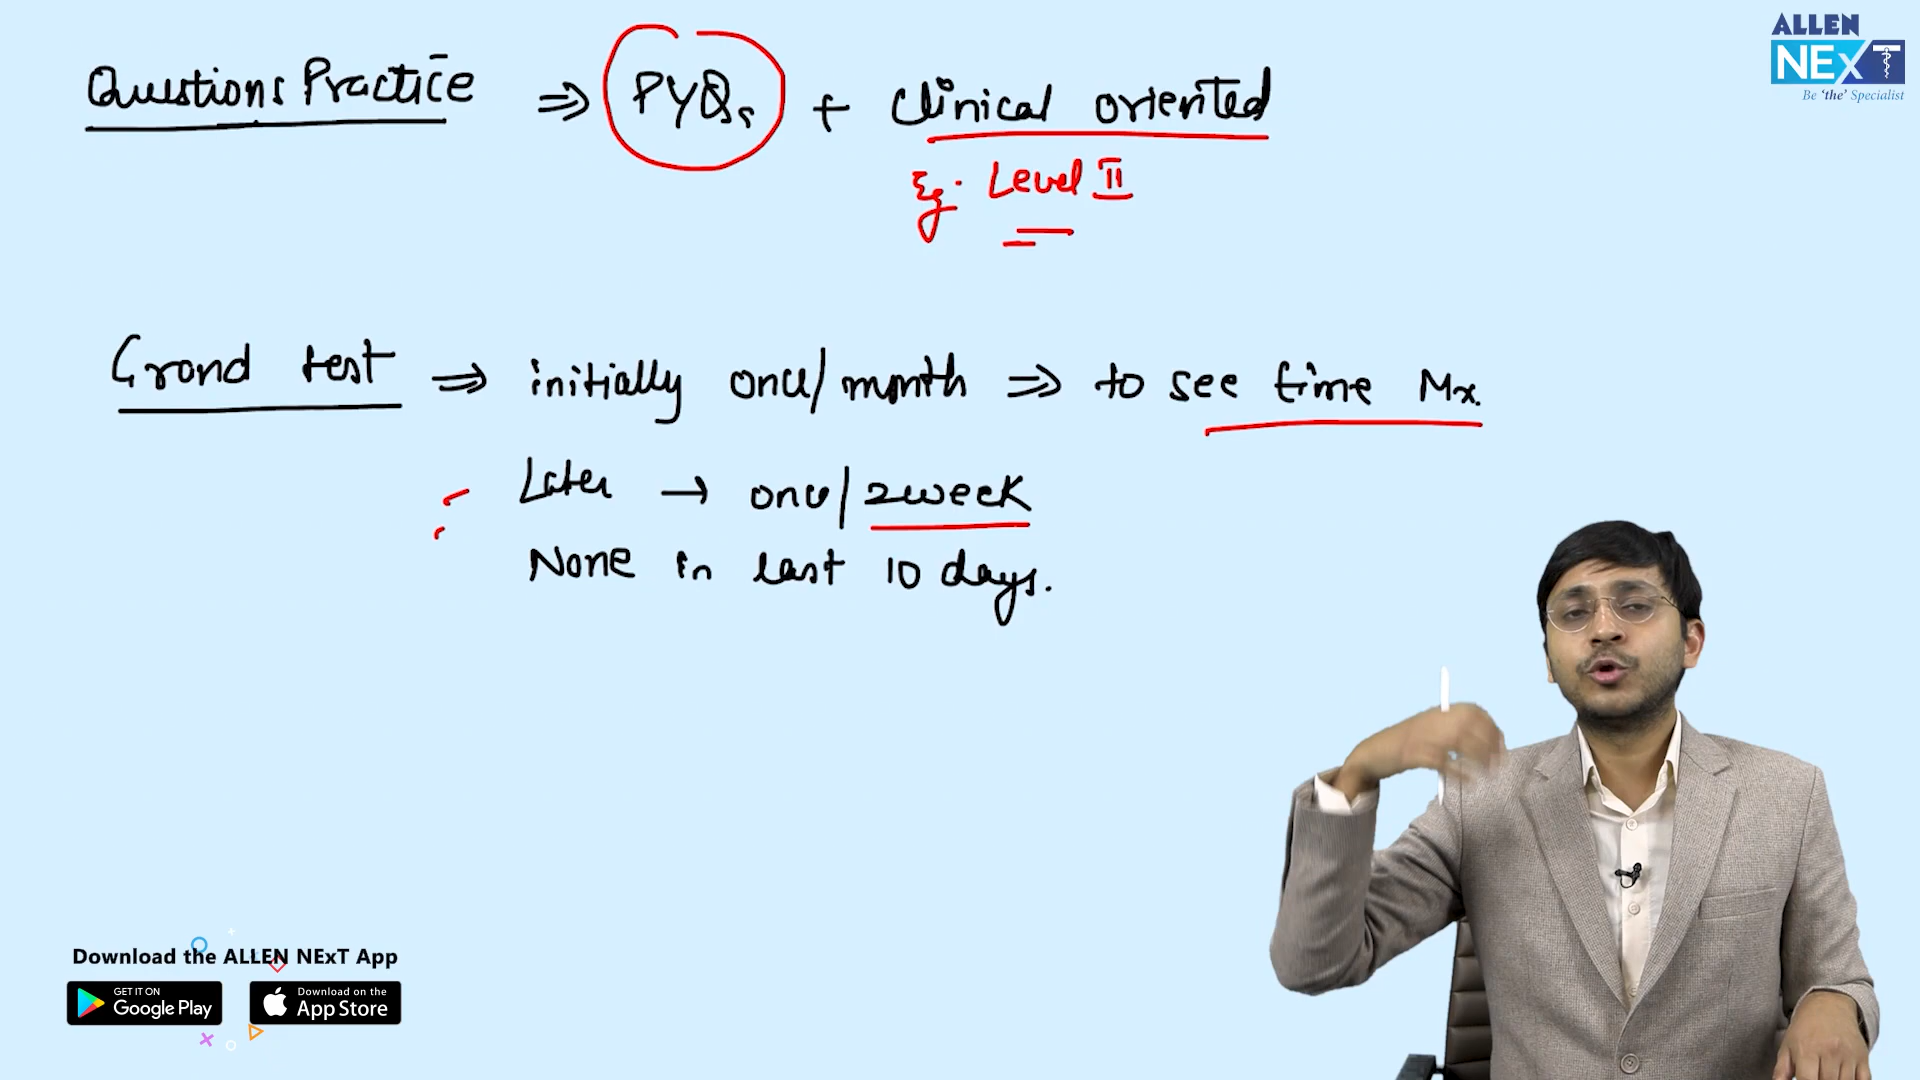 ALLEN
NExT
Be 'the' Specialist
Questions Practice ⇒ PYQs + Clinical oriented
Eg. Level II
Grand test ⇒ initially once/month ⇒ to see time Mx.
Later → once/2week
None in last 10 days.
Download the ALLEN NExT App
GET IT ON
Google Play
Download on the
App Store